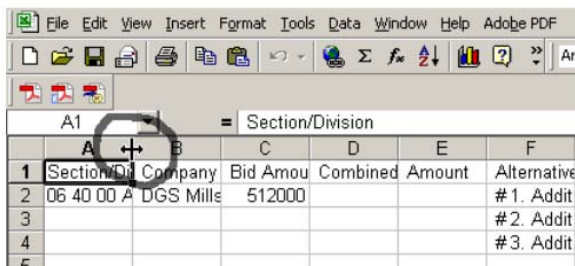 File Edit View Insert Format Tools Data Window Help Adobe PDF
Σ fx A Z Ar
A1 = Section/Division
A B C D E F
1 Section/Di Company Bid Amou Combined Amount Alternative
2 06 40 00 A DGS Mills 512000 #1. Addit
3 #2. Addit
4 #3. Addit
5